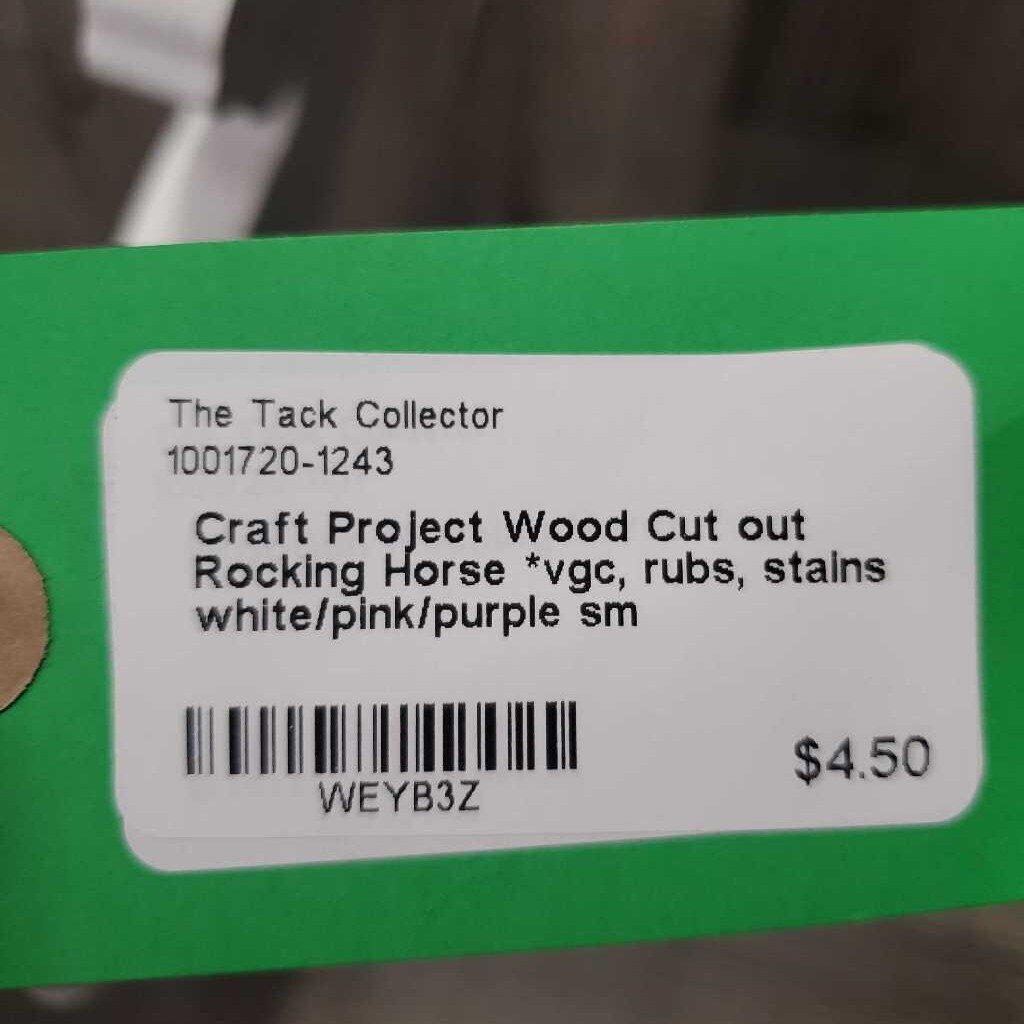 The Tack Collector
1001720-1243
Craft Project Wood Cut out
Rocking Horse *vgc, rubs, stains
white/pink/purple sm
WEYB3Z
$4.50